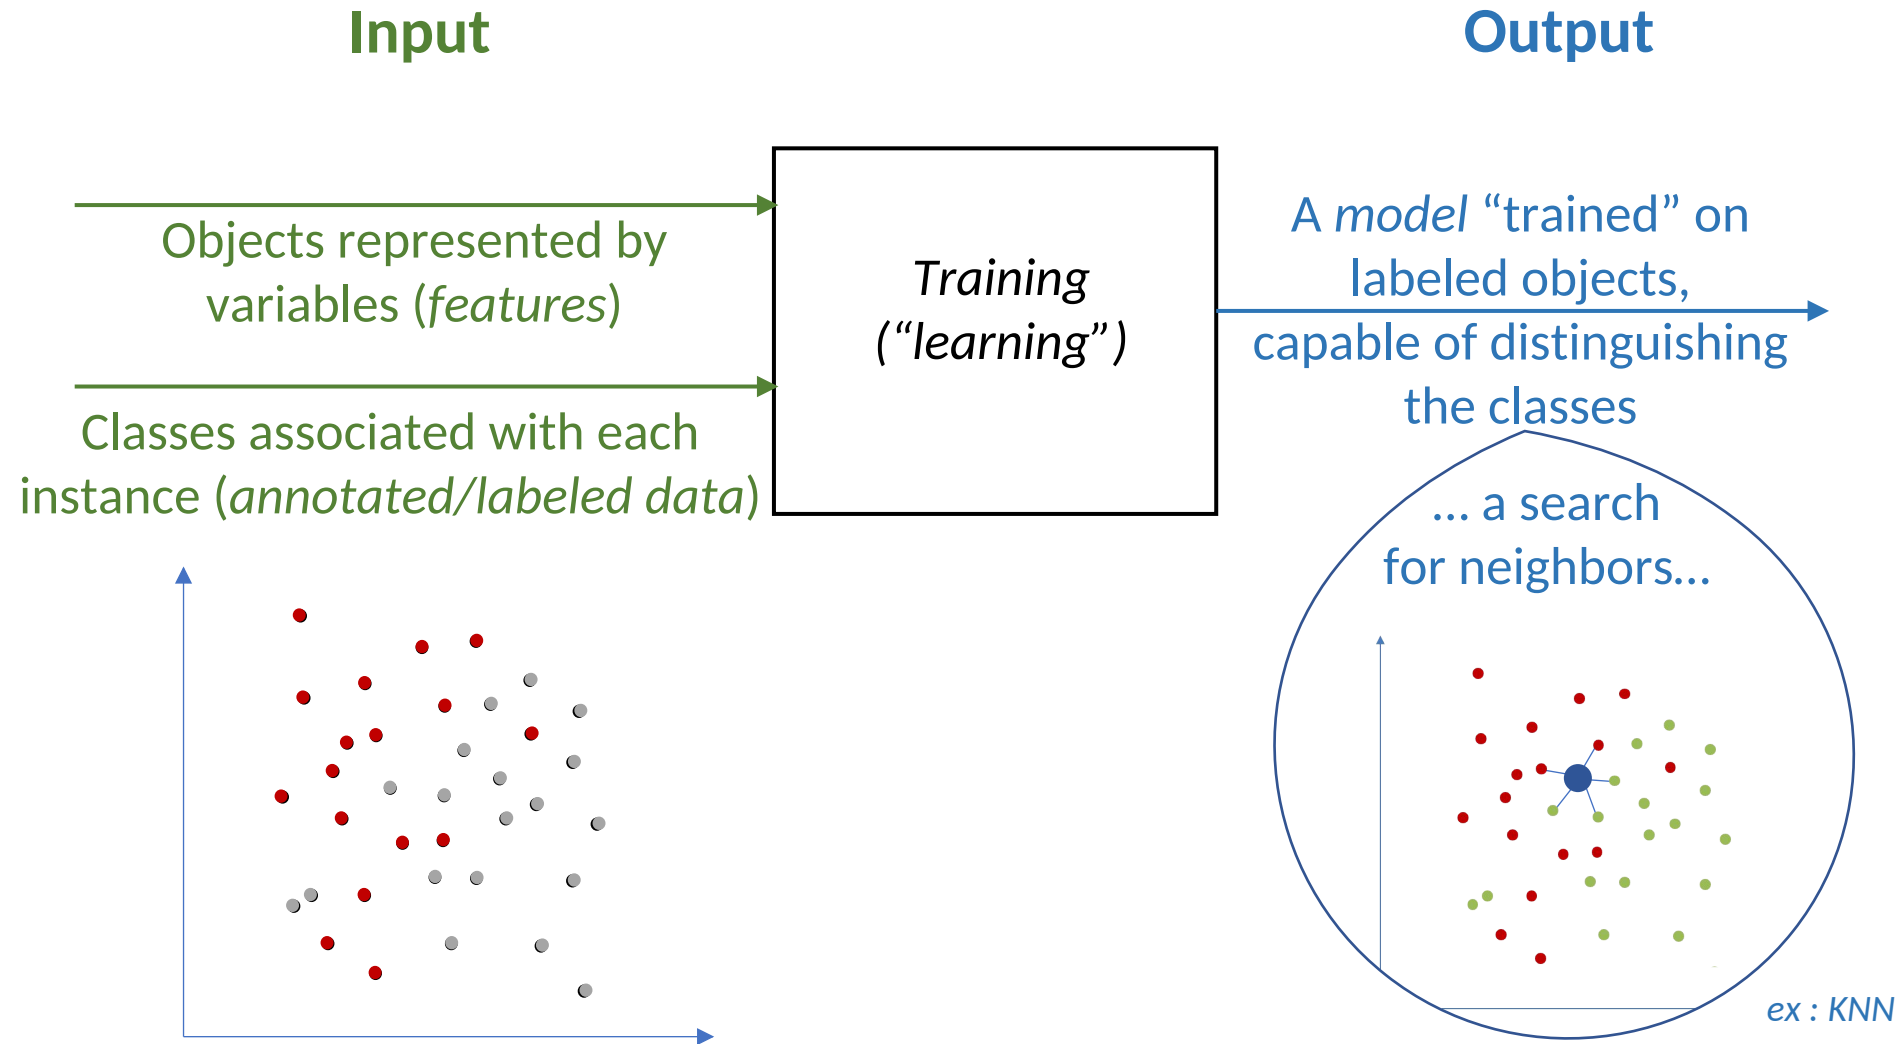 Input
Output
Objects represented by
variables (features)
Classes associated with each
instance (annotated/labeled data)
Training
(“learning”)
A model “trained” on
labeled objects,
capable of distinguishing
the classes
... a search
for neighbors...
ex : KNN